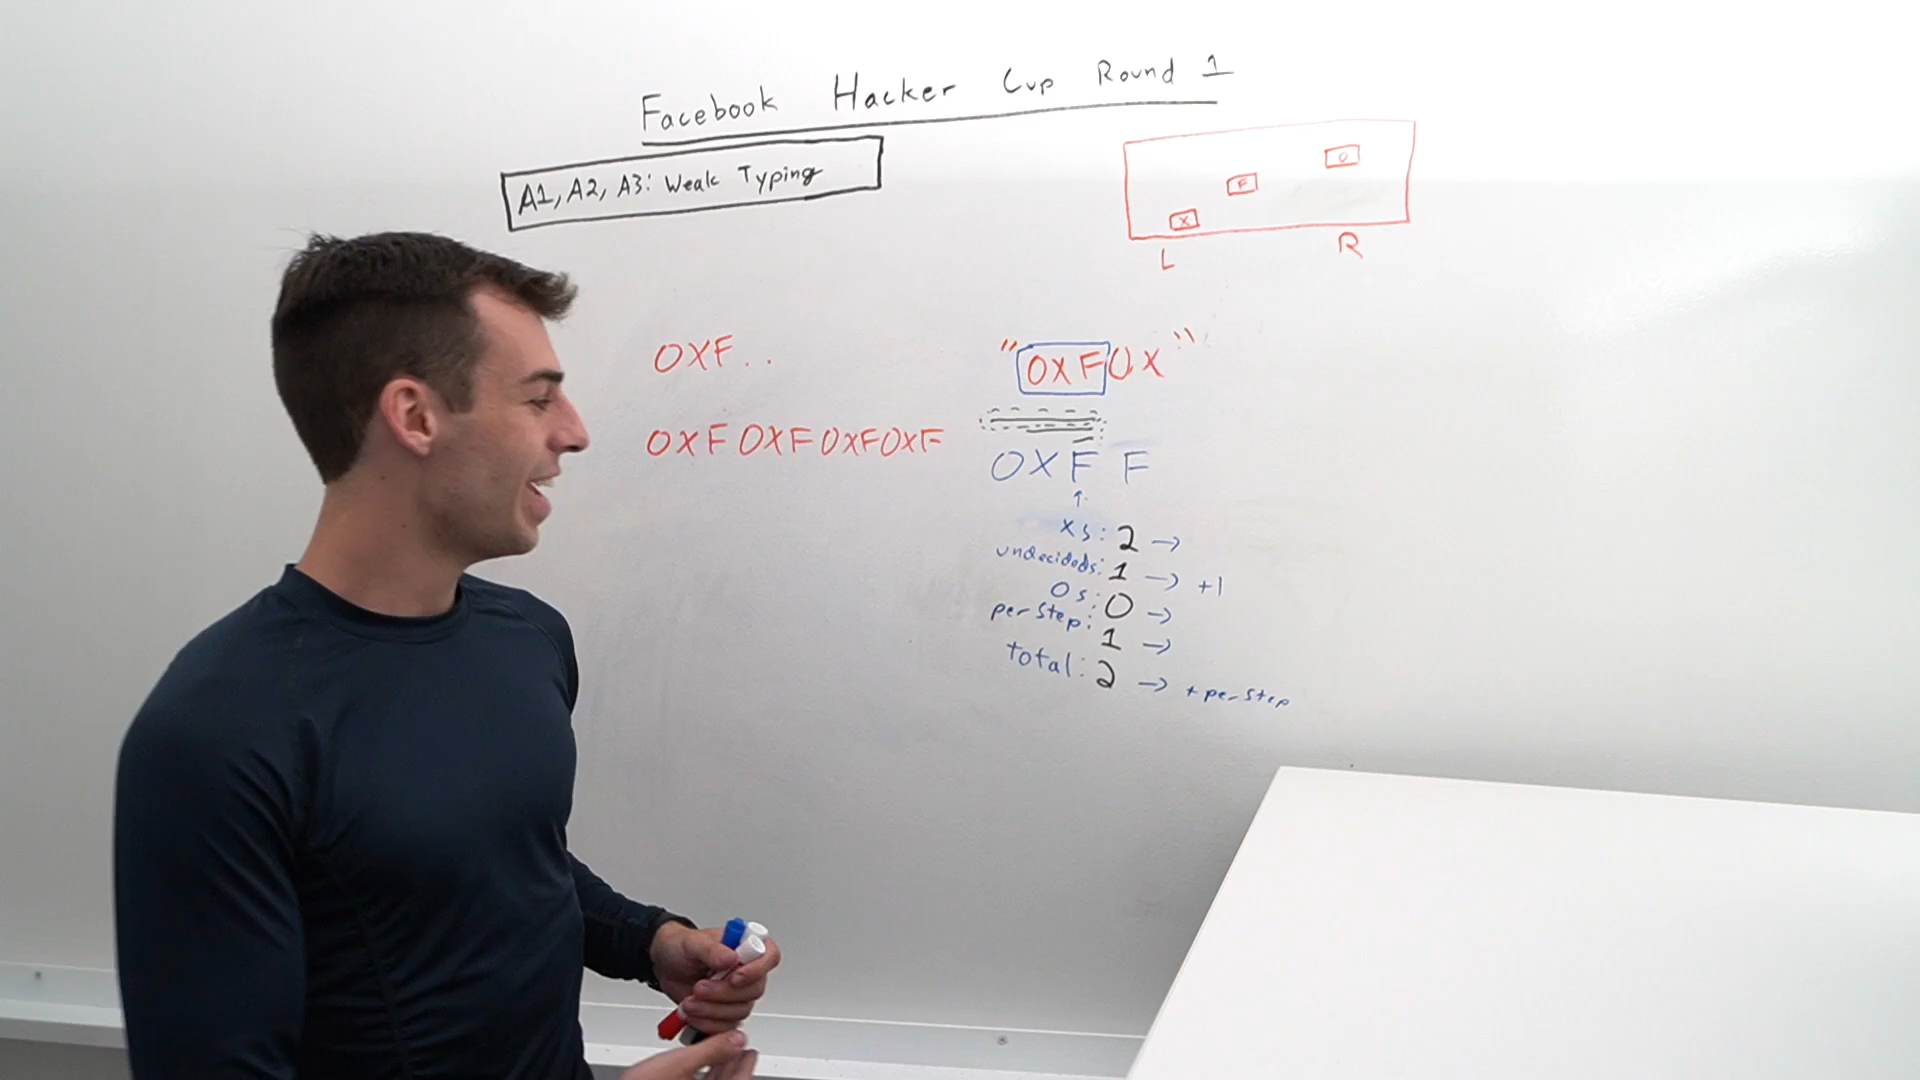 Facebook Hacker Cup Round 1
A1, A2, A3: Weak Typing
O
F
X
L R
OXF..
"OXFOX"
OXFOXFOXFOXF
OXFF
xs: 2 →
undecideds: 1 → +1
Os: 0 →
per step: 1 →
total: 2 → + per step